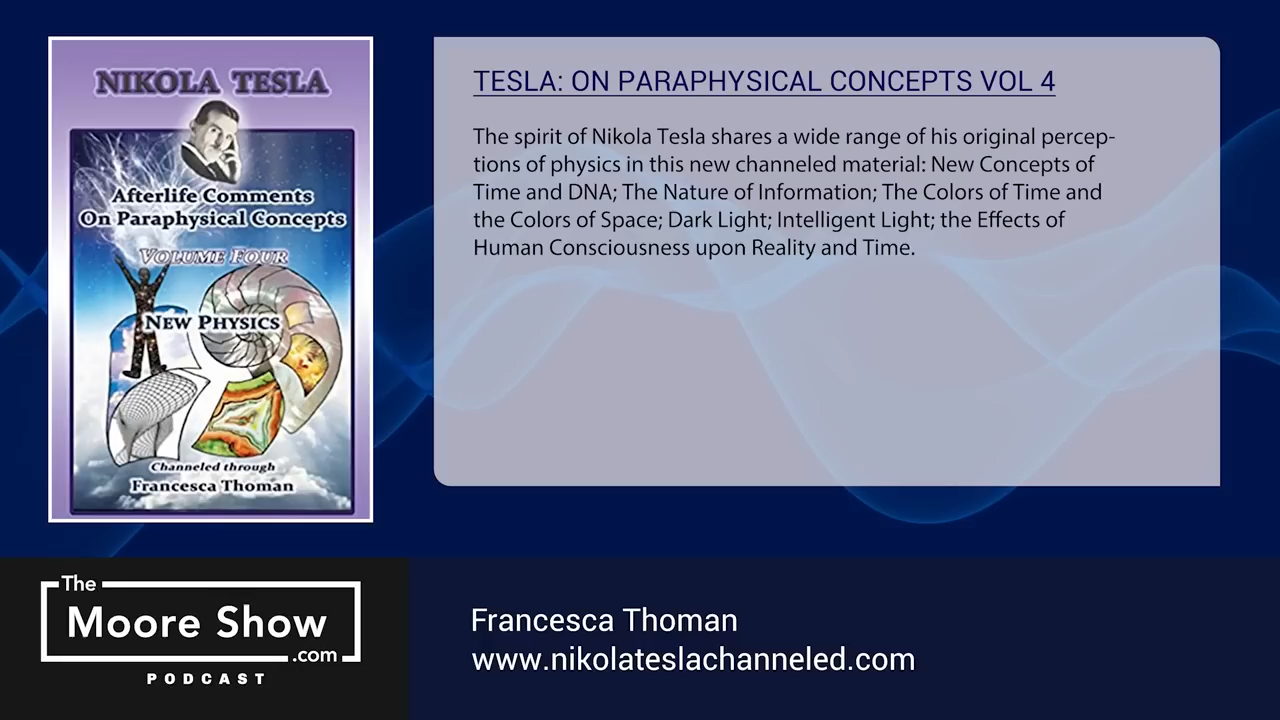 NIKOLA TESLA
Afterlife Comments
On Paraphysical Concepts
VOLUME FOUR
NEW PHYSICS
Channeled through
Francesca Thoman
TESLA: ON PARAPHYSICAL CONCEPTS VOL 4
The spirit of Nikola Tesla shares a wide range of his original percep-
tions of physics in this new channeled material: New Concepts of
Time and DNA; The Nature of Information; The Colors of Time and
the Colors of Space; Dark Light; Intelligent Light; the Effects of
Human Consciousness upon Reality and Time.
The
Moore Show
.com
PODCAST
Francesca Thoman
www.nikolateslachanneled.com